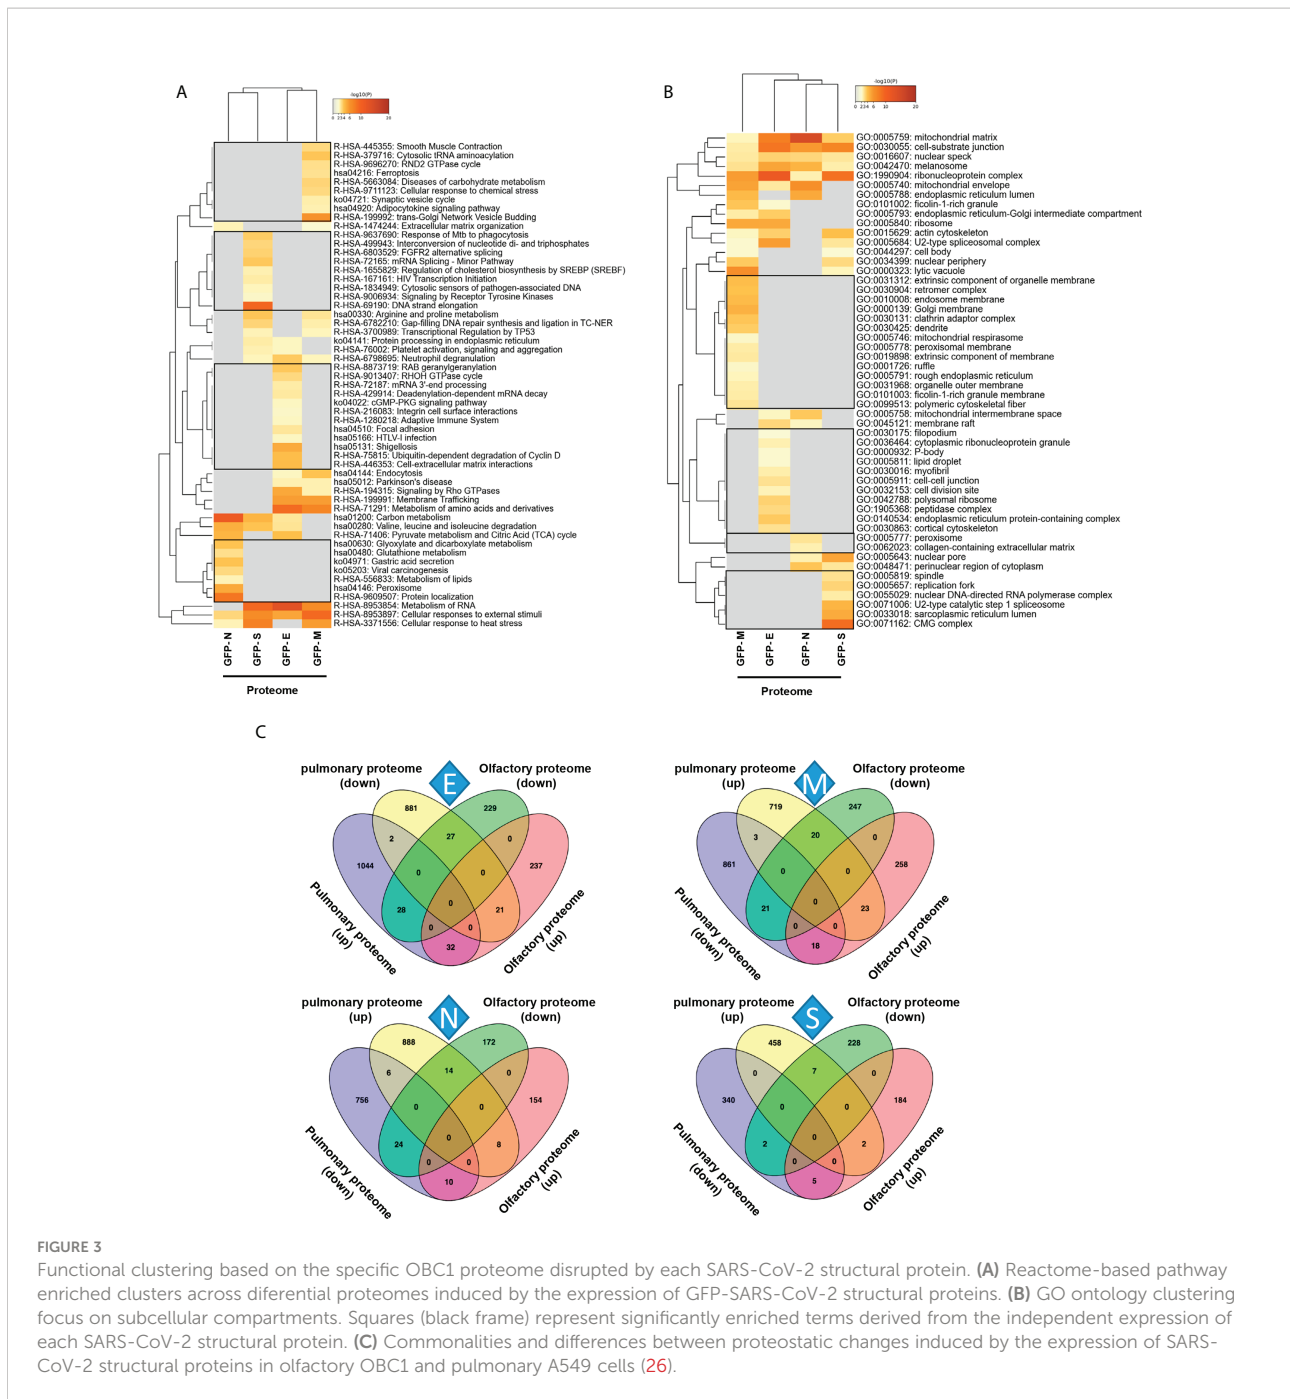 A
-log10(P)
0 2 3 4 6 10 20
R-HSA-445355: Smooth Muscle Contraction
R-HSA-379716: Cytosolic tRNA aminoacylation
R-HSA-9696270: RND2 GTPase cycle
hsa04216: Ferroptosis
R-HSA-5663084: Diseases of carbohydrate metabolism
R-HSA-9711123: Cellular response to chemical stress
ko04721: Synaptic vesicle cycle
hsa04920: Adipocytokine signaling pathway
R-HSA-199992: trans-Golgi Network Vesicle Budding
R-HSA-1474244: Extracellular matrix organization
R-HSA-9637690: Response of Mtb to phagocytosis
R-HSA-499943: Interconversion of nucleotide di- and triphosphates
R-HSA-6803529: FGFR2 alternative splicing
R-HSA-72165: mRNA Splicing - Minor Pathway
R-HSA-1655829: Regulation of cholesterol biosynthesis by SREBP (SREBF)
R-HSA-167161: HIV Transcription Initiation
R-HSA-1834949: Cytosolic sensors of pathogen-associated DNA
R-HSA-9006934: Signaling by Receptor Tyrosine Kinases
R-HSA-69190: DNA strand elongation
hsa00330: Arginine and proline metabolism
R-HSA-6782210: Gap-filling DNA repair synthesis and ligation in TC-NER
R-HSA-3700989: Transcriptional Regulation by TP53
ko04141: Protein processing in endoplasmic reticulum
R-HSA-76002: Platelet activation, signaling and aggregation
R-HSA-6798695: Neutrophil degranulation
R-HSA-8873719: RAB geranylgeranylation
R-HSA-9013407: RHOH GTPase cycle
R-HSA-72187: mRNA 3'-end processing
R-HSA-429914: Deadenylation-dependent mRNA decay
ko04022: cGMP-PKG signaling pathway
R-HSA-216083: Integrin cell surface interactions
R-HSA-1280218: Adaptive Immune System
hsa04510: Focal adhesion
hsa05166: HTLV-I infection
hsa05131: Shigellosis
R-HSA-75815: Ubiquitin-dependent degradation of Cyclin D
R-HSA-446353: Cell-extracellular matrix interactions
hsa04144: Endocytosis
hsa05012: Parkinson's disease
R-HSA-194315: Signaling by Rho GTPases
R-HSA-199991: Membrane Trafficking
R-HSA-71291: Metabolism of amino acids and derivatives
hsa01200: Carbon metabolism
hsa00280: Valine, leucine and isoleucine degradation
R-HSA-71406: Pyruvate metabolism and Citric Acid (TCA) cycle
hsa00630: Glyoxylate and dicarboxylate metabolism
hsa00480: Glutathione metabolism
ko04971: Gastric acid secretion
ko05203: Viral carcinogenesis
R-HSA-556833: Metabolism of lipids
hsa04146: Peroxisome
R-HSA-9609507: Protein localization
R-HSA-8953854: Metabolism of RNA
R-HSA-8953897: Cellular responses to external stimuli
R-HSA-3371556: Cellular response to heat stress
GFP-N
GFP-S
GFP-E
GFP-M
Proteome
B
-log10(P)
0 2 3 4 6 10 20
GO:0005759: mitochondrial matrix
GO:0030055: cell-substrate junction
GO:0016607: nuclear speck
GO:0042470: melanosome
GO:1990904: ribonucleoprotein complex
GO:0005740: mitochondrial envelope
GO:0005788: endoplasmic reticulum lumen
GO:0101002: ficolin-1-rich granule
GO:0005793: endoplasmic reticulum-Golgi intermediate compartment
GO:0005840: ribosome
GO:0015629: actin cytoskeleton
GO:0005684: U2-type spliceosomal complex
GO:0044297: cell body
GO:0034399: nuclear periphery
GO:0000323: lytic vacuole
GO:0031312: extrinsic component of organelle membrane
GO:0030904: retromer complex
GO:0010008: endosome membrane
GO:0000139: Golgi membrane
GO:0030131: clathrin adaptor complex
GO:0030425: dendrite
GO:0005746: mitochondrial respirasome
GO:0005778: peroxisomal membrane
GO:0019898: extrinsic component of membrane
GO:0001726: ruffle
GO:0005791: rough endoplasmic reticulum
GO:0031968: organelle outer membrane
GO:0101003: ficolin-1-rich granule membrane
GO:0099513: polymeric cytoskeletal fiber
GO:0005758: mitochondrial intermembrane space
GO:0045121: membrane raft
GO:0030175: filopodium
GO:0036464: cytoplasmic ribonucleoprotein granule
GO:0000932: P-body
GO:0005811: lipid droplet
GO:0030016: myofibril
GO:0005911: cell-cell junction
GO:0032153: cell division site
GO:0042788: polysomal ribosome
GO:1905368: peptidase complex
GO:0140534: endoplasmic reticulum protein-containing complex
GO:0030863: cortical cytoskeleton
GO:0005777: peroxisome
GO:0062023: collagen-containing extracellular matrix
GO:0005643: nuclear pore
GO:0048471: perinuclear region of cytoplasm
GO:0005819: spindle
GO:0005657: replication fork
GO:0055029: nuclear DNA-directed RNA polymerase complex
GO:0071006: U2-type catalytic step 1 spliceosome
GO:0033018: sarcoplasmic reticulum lumen
GO:0071162: CMG complex
GFP-M
GFP-E
GFP-N
GFP-S
Proteome
C
pulmonary proteome
(down)
E
Olfactory proteome
(down)
881
229
2
27
0
1044
0
0
237
28
0
21
0
0
32
Pulmonary proteome
(up)
Olfactory proteome
(up)
pulmonary proteome
(up)
M
Olfactory proteome
(down)
719
247
3
20
0
861
0
0
258
21
0
23
0
0
18
Pulmonary proteome
(down)
Olfactory proteome
(up)
pulmonary proteome
(up)
N
Olfactory proteome
(down)
888
172
6
14
0
756
0
0
154
24
0
8
0
0
10
Pulmonary proteome
(down)
Olfactory proteome
(up)
pulmonary proteome
(up)
S
Olfactory proteome
(down)
458
228
0
7
0
340
0
0
184
2
0
2
0
0
5
Pulmonary proteome
(down)
Olfactory proteome
(up)
FIGURE 3
Functional clustering based on the specific OBC1 proteome disrupted by each SARS-CoV-2 structural protein. (A) Reactome-based pathway
enriched clusters across diferential proteomes induced by the expression of GFP-SARS-CoV-2 structural proteins. (B) GO ontology clustering
focus on subcellular compartments. Squares (black frame) represent significantly enriched terms derived from the independent expression of
each SARS-CoV-2 structural protein. (C) Commonalities and differences between proteostatic changes induced by the expression of SARS-
CoV-2 structural proteins in olfactory OBC1 and pulmonary A549 cells (26).